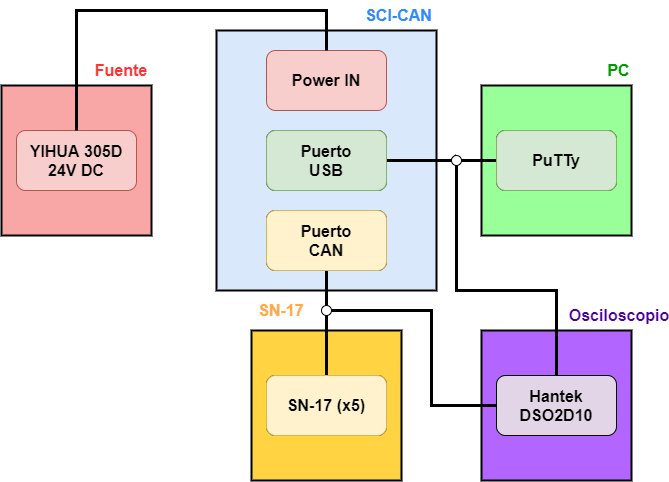 SCI-CAN
Fuente
Power IN
PC
YIHUA 305D
24V DC
Puerto
USB
PuTTy
Puerto
CAN
SN-17
Osciloscopio
SN-17 (x5)
Hantek
DSO2D10